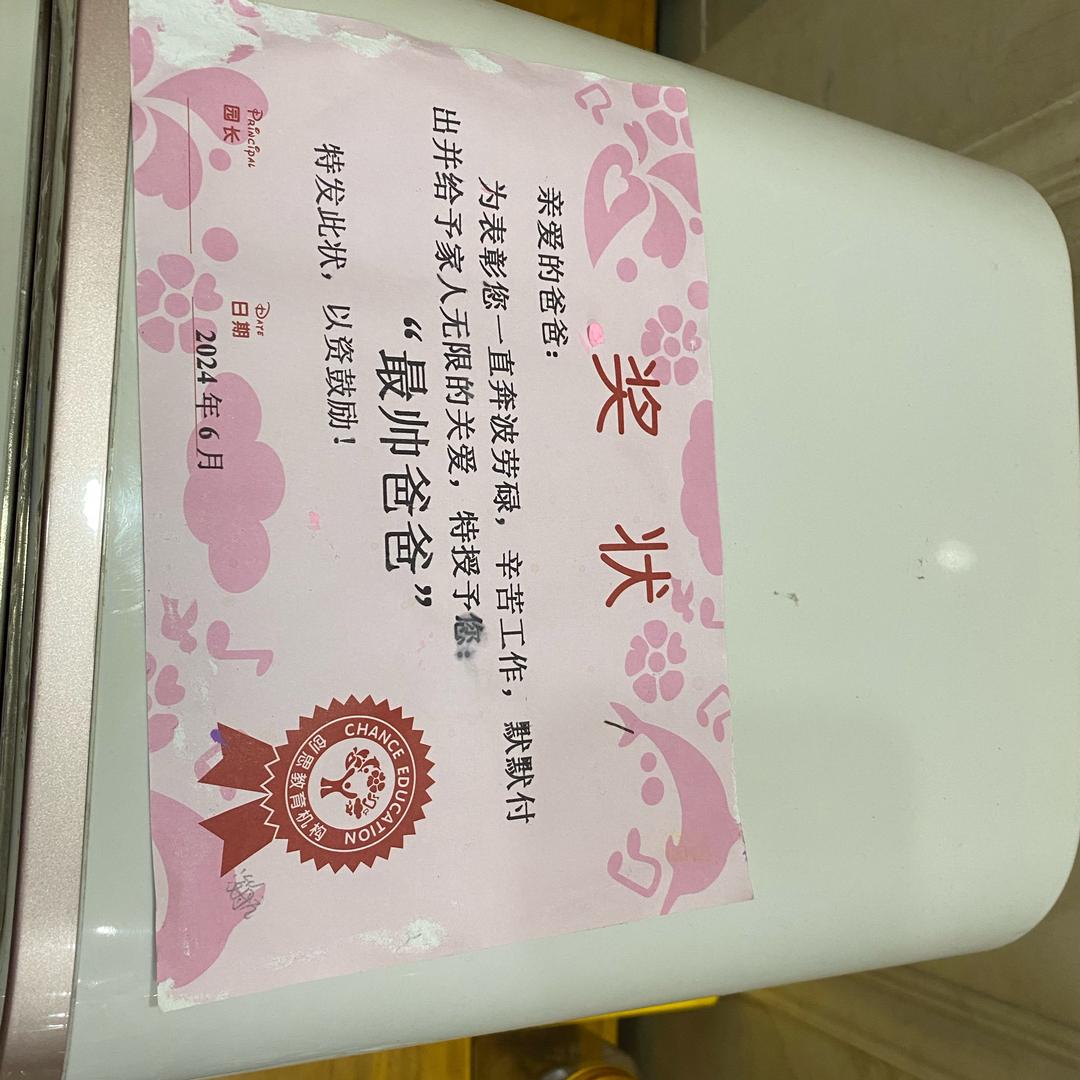 奖 状
亲爱的爸爸:
为表彰您一直奔波劳碌，辛苦工作，默默付
出并给予家人无限的关爱，特授予您:
“最帅爸爸”
特发此状，以资鼓励!
PRINCIPAL
园长
DATE
日期
2024年6月
CHANCE EDUCATION
创思教育机构